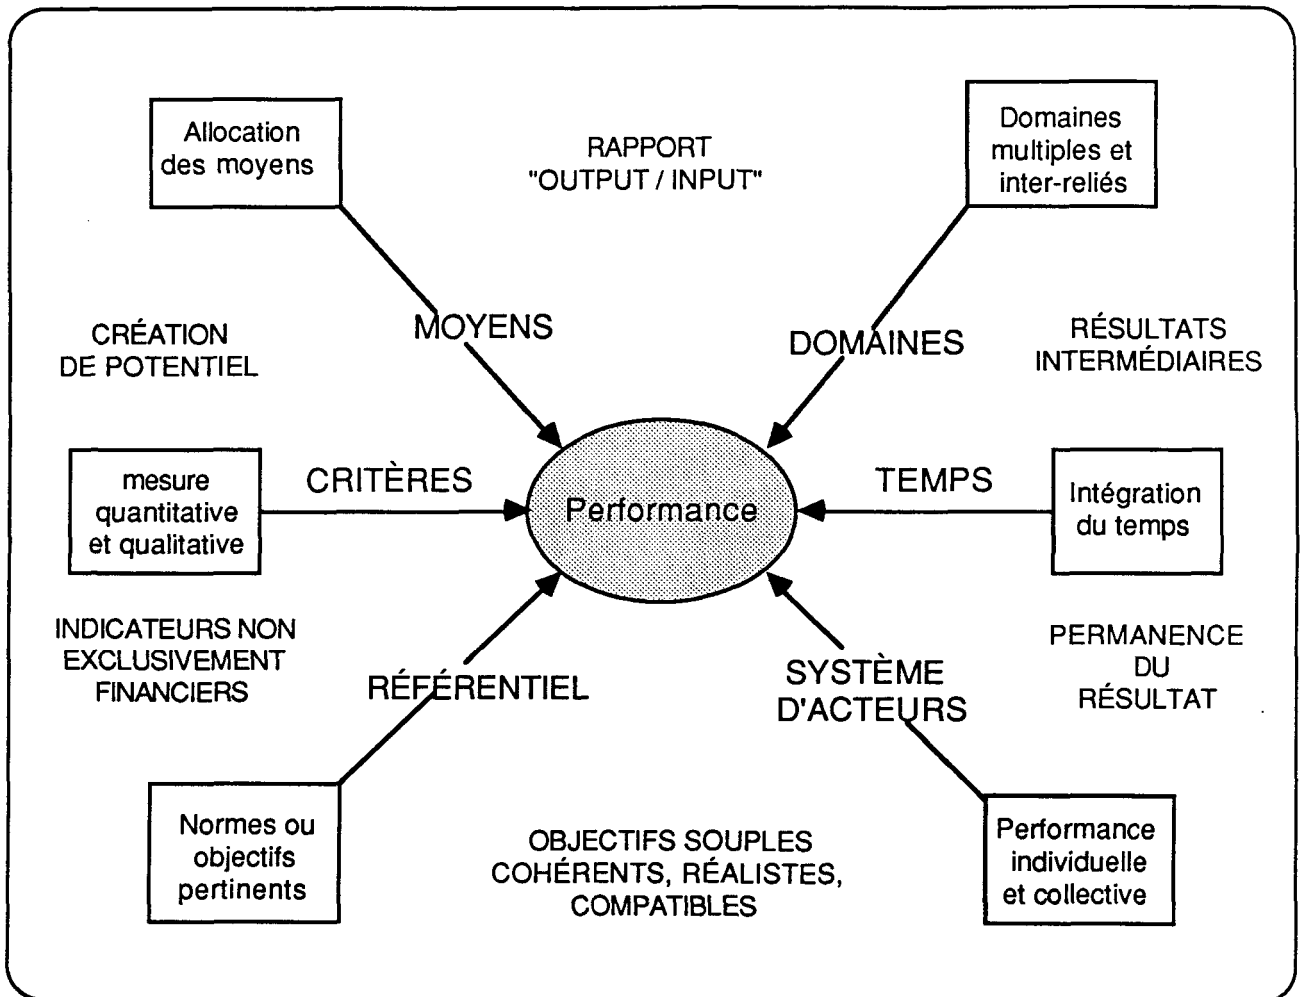 Allocation
des moyens
RAPPORT
"OUTPUT / INPUT"
Domaines
multiples et
inter-reliés
CRÉATION
DE POTENTIEL
MOYENS
DOMAINES
RÉSULTATS
INTERMÉDIAIRES
mesure
quantitative
et qualitative
CRITÈRES
Performance
TEMPS
Intégration
du temps
INDICATEURS NON
EXCLUSIVEMENT
FINANCIERS
RÉFÉRENTIEL
SYSTÈME
D'ACTEURS
PERMANENCE
DU
RÉSULTAT
Normes ou
objectifs
pertinents
OBJECTIFS SOUPLES
COHÉRENTS, RÉALISTES,
COMPATIBLES
Performance
individuelle
et collective